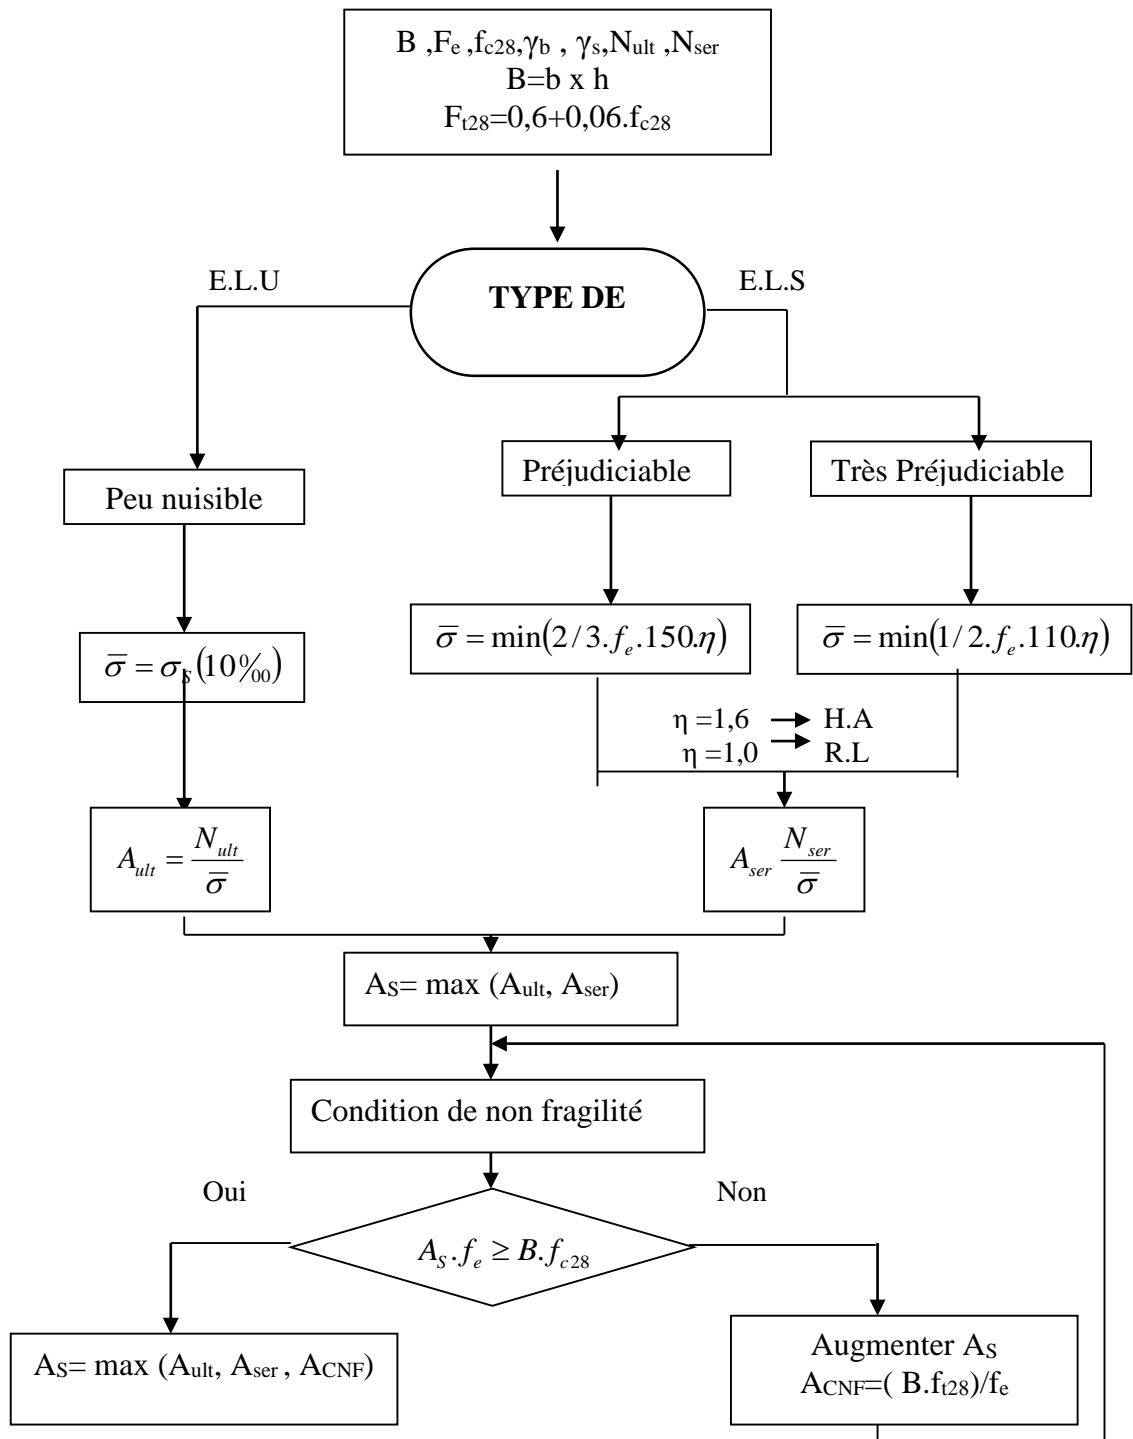 B ,Fe ,fc28,γb , γs,Nult ,Nser
B=b x h
Ft28=0,6+0,06.fc28
E.L.U
TYPE DE
E.L.S
Peu nuisible
Préjudiciable
Très Préjudiciable
σ̅ = σs(10‰)
σ̅ = min(2/3.fe.150.η)
σ̅ = min(1/2.fe.110.η)
η =1,6 → H.A
η =1,0 → R.L
Ault = Nult / σ̅
Aser Nser / σ̅
AS= max (Ault, Aser)
Condition de non fragilité
Oui
Non
AS.fe ≥ B.fc28
AS= max (Ault, Aser , ACNF)
Augmenter AS
ACNF=( B.ft28)/fe